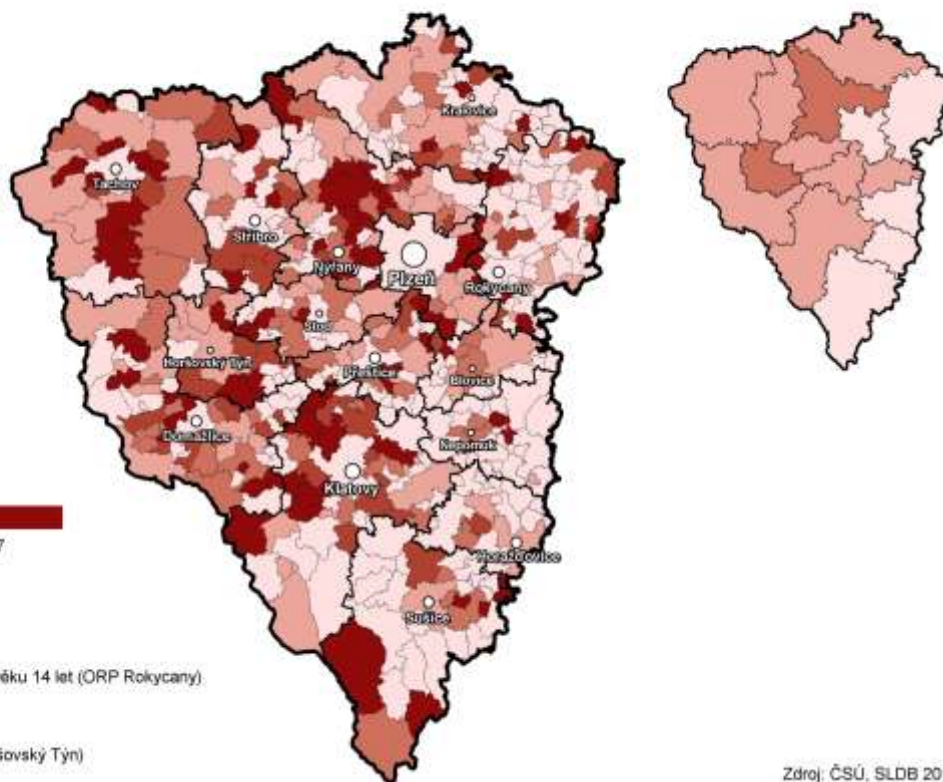 Kralovice
Tachov
Stříbro
Nýřany
Plzeň
Rokycany
Stod
Horšovský Týn
Přeštice
Blovice
Domažlice
Nepomuk
Klatovy
7
Horažďovice
Sušice
ěku 14 let (ORP Rokycany)
šovský Týn)
Zdroj: ČSÚ, SLDB 20